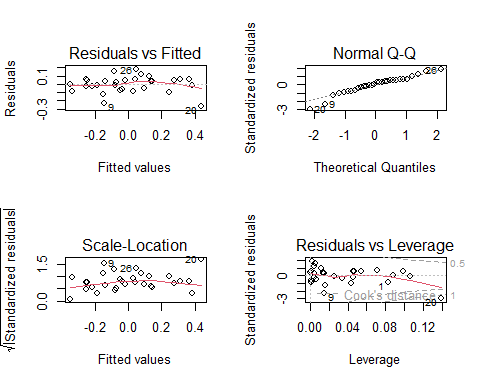 Residuals vs Fitted
Residuals
0.1
-0.3
26
9
20
-0.2 0.0 0.2 0.4
Fitted values
Normal Q-Q
Standardized residuals
0
-3
26
9
20
-2 -1 0 1 2
Theoretical Quantiles
Scale-Location
√|Standardized residuals|
1.5
0.0
9
26
20
-0.2 0.0 0.2 0.4
Fitted values
Residuals vs Leverage
Standardized residuals
0
-3
0.5
1
1
9
20
Cook's distance
0.00 0.04 0.08 0.12
Leverage